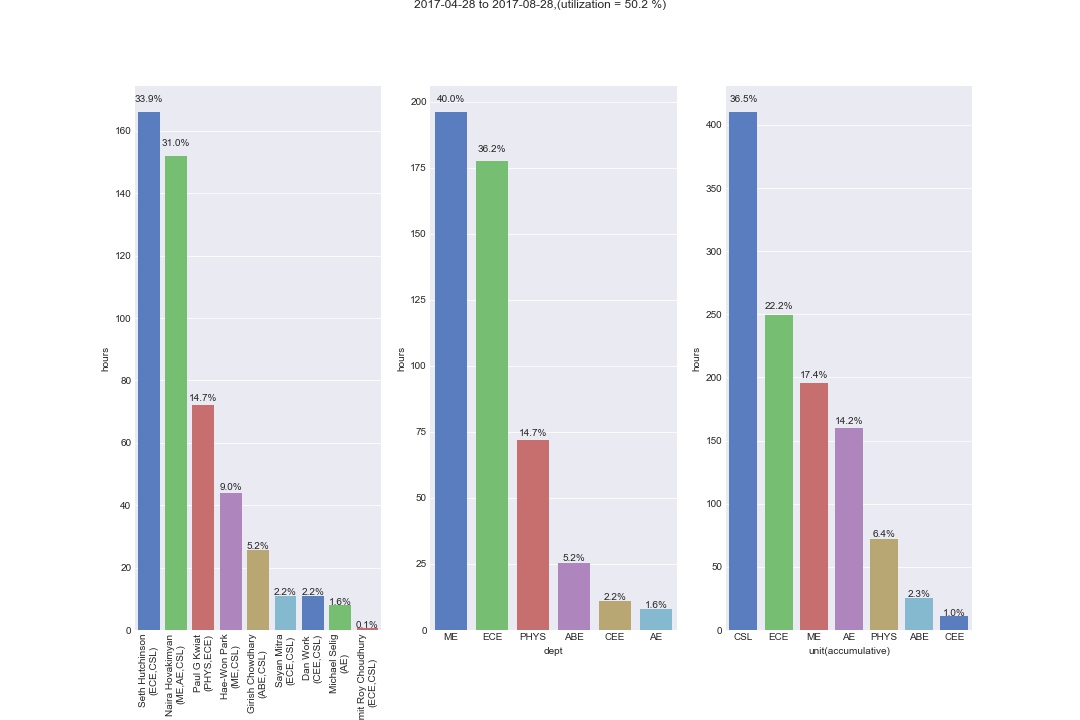 2017-04-28 to 2017-08-28,(utilization = 50.2 %)
33.9%
31.0%
14.7%
9.0%
5.2%
2.2%
2.2%
1.6%
0.1%
160
140
120
100
80
60
40
20
0
hours
Seth Hutchinson
(ECE,CSL)
Naira Hovakimyan
(ME,AE,CSL)
Paul G Kwiat
(PHYS,ECE)
Hae-Won Park
(ME,CSL)
Girish Chowdhary
(ABE,CSL)
Sayan Mitra
(ECE,CSL)
Dan Work
(CEE,CSL)
Michael Selig
(AE)
mit Roy Choudhury
(ECE,CSL)
40.0%
36.2%
14.7%
5.2%
2.2%
1.6%
200
175
150
125
100
75
50
25
0
hours
ME ECE PHYS ABE CEE AE
dept
36.5%
22.2%
17.4%
14.2%
6.4%
2.3%
1.0%
400
350
300
250
200
150
100
50
0
hours
CSL ECE ME AE PHYS ABE CEE
unit(accumulative)